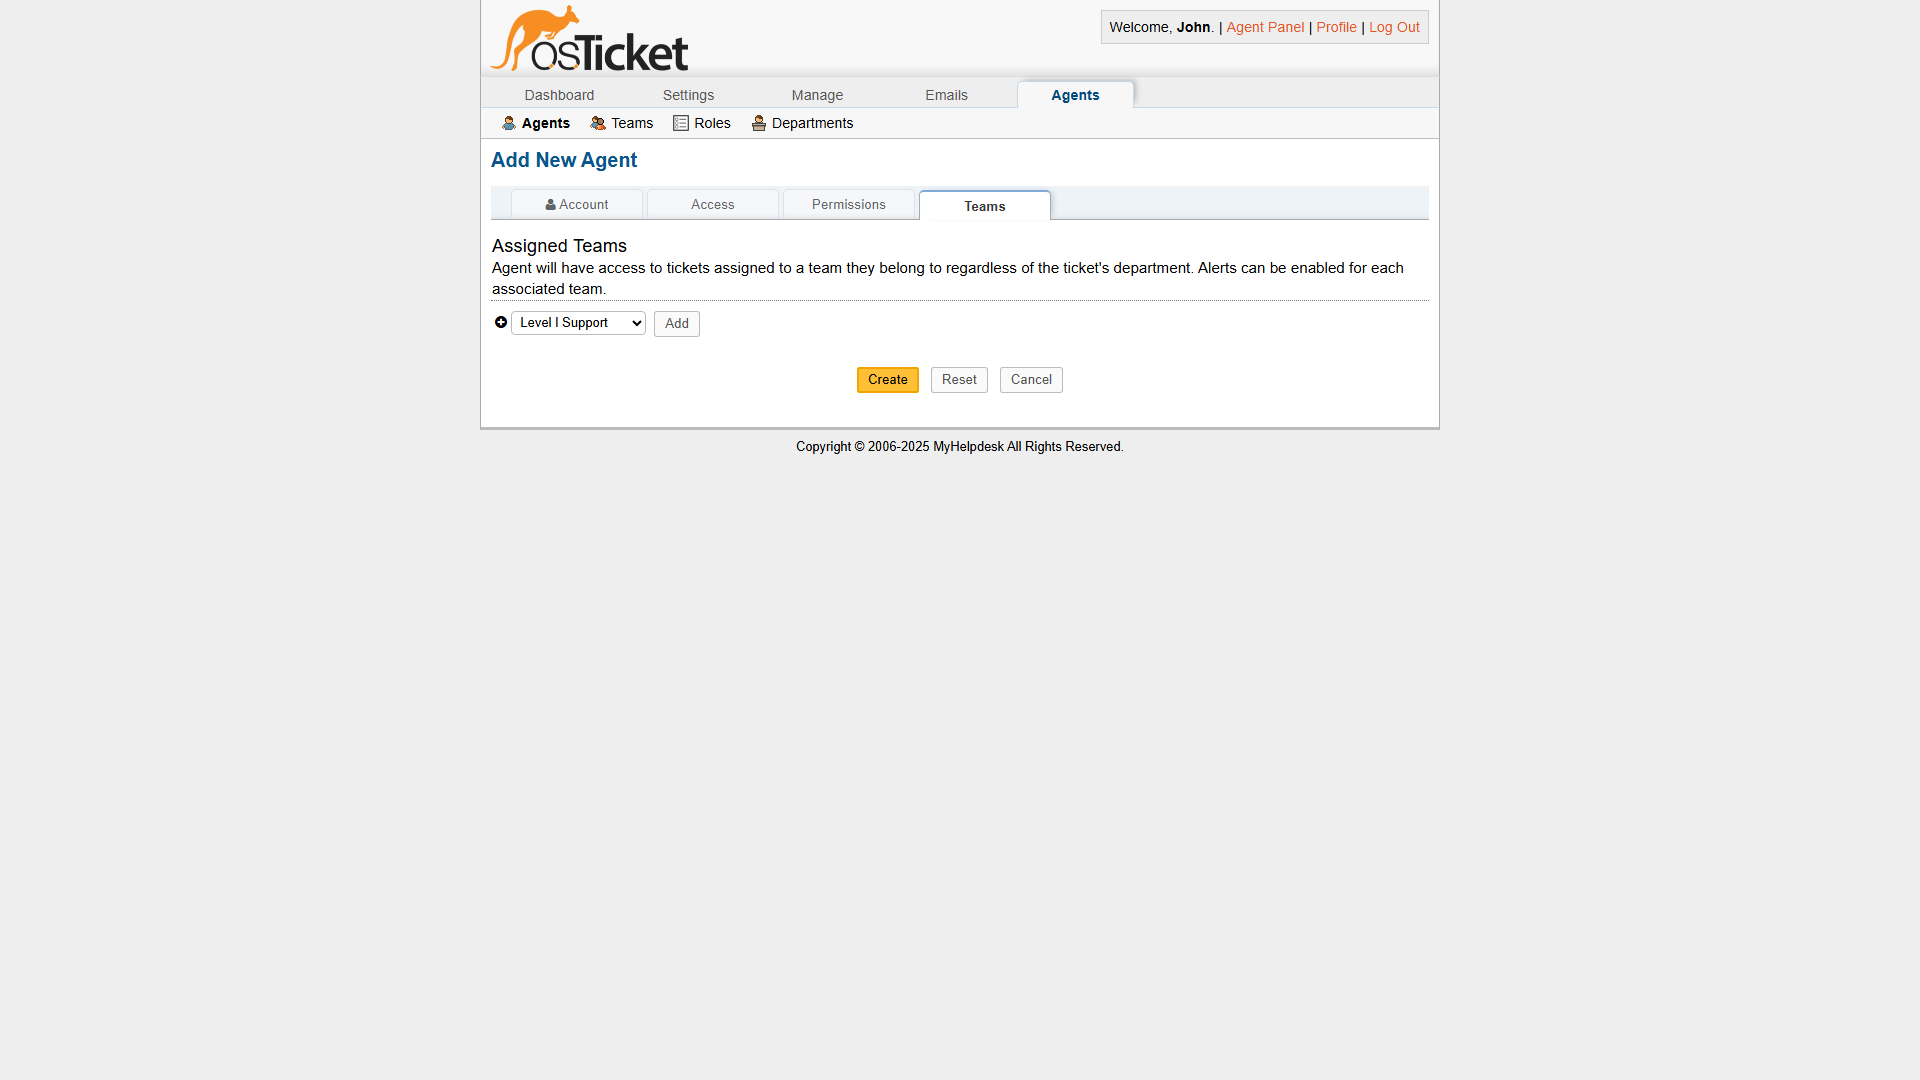 osTicket
Welcome, John. | Agent Panel | Profile | Log Out
Dashboard Settings Manage Emails Agents
Agents Teams Roles Departments
Add New Agent
Account Access Permissions Teams
Assigned Teams
Agent will have access to tickets assigned to a team they belong to regardless of the ticket's department. Alerts can be enabled for each
associated team.
Level I Support Add
Create Reset Cancel
Copyright © 2006-2025 MyHelpdesk All Rights Reserved.